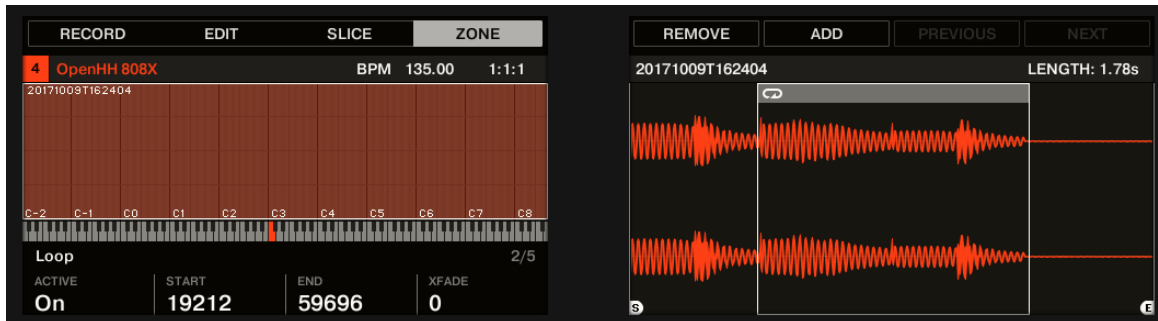 RECORD EDIT SLICE ZONE
4 OpenHH 808X BPM 135.00 1:1:1
20171009T162404
C-2 C-1 C0 C1 C2 C3 C4 C5 C6 C7 C8
Loop 2/5
ACTIVE START END XFADE
On 19212 59696 0
REMOVE ADD PREVIOUS NEXT
20171009T162404 LENGTH: 1.78s
S E